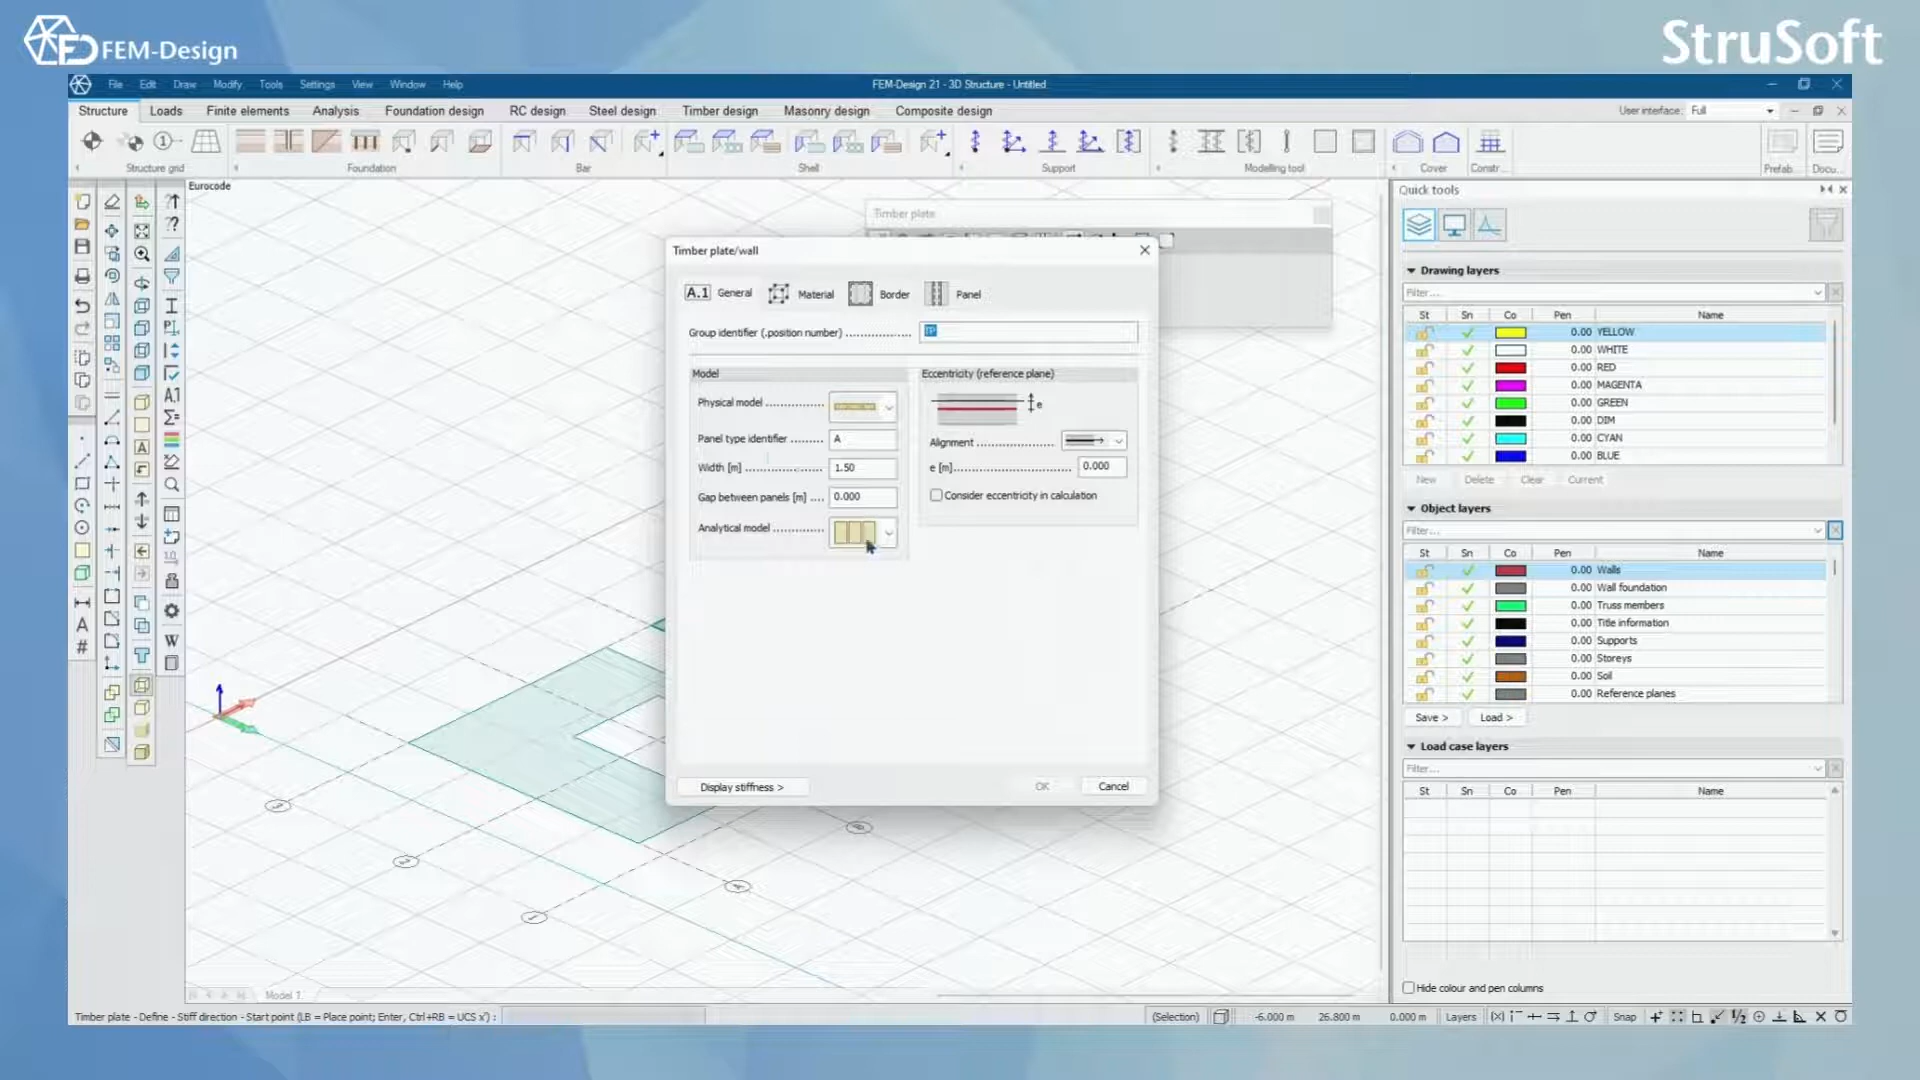 FEM-Design
StruSoft
File Edit Draw Modify Tools Settings View Window Help
FEM-Design 21 - 3D Structure - Untitled
Structure Loads Finite elements Analysis Foundation design RC design Steel design Timber design Masonry design Composite design
User interface: Full
Structure grid Foundation Bar Shell Support Modelling tool Cover Constr... Prefab Docu...
Eurocode
Quick tools
Timber plate
Timber plate/wall
A.1 General Material Border Panel
Group identifier (.position number) TP
Model
Physical model
Panel type identifier A
Width [m] 1.50
Gap between panels [m] 0.000
Analytical model
Eccentricity (reference plane)
e
Alignment
e [m] 0.000
Consider eccentricity in calculation
Display stiffness >
OK
Cancel
Drawing layers
Filter...
St Sn Co Pen Name
0.00 YELLOW
0.00 WHITE
0.00 RED
0.00 MAGENTA
0.00 GREEN
0.00 DIM
0.00 CYAN
0.00 BLUE
New Delete Clear Current
Object layers
Filter...
St Sn Co Pen Name
0.00 Walls
0.00 Wall foundation
0.00 Truss members
0.00 Title information
0.00 Supports
0.00 Storeys
0.00 Soil
0.00 Reference planes
Save > Load >
Load case layers
Filter...
St Sn Co Pen Name
Hide colour and pen columns
Model 1
Timber plate - Define - Stiff direction - Start point (LB = Place point; Enter, Ctrl+RB = UCS x') :
(Selection) -6.000 m 26.800 m 0.000 m Layers Snap